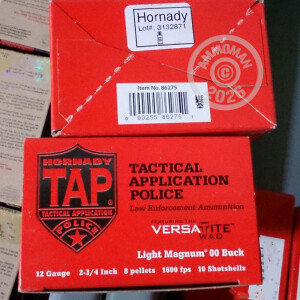 Hornady
Lot#: 3132871
AMMOMAN
2025
Item No. 86275
0 90255 86275 1
HORNADY
TAP
TACTICAL APPLICATION
POLICE
TACTICAL
APPLICATION
POLICE
Law Enforcement Ammunition
FEATURING THE
VERSATITE
WAD
Light Magnum® 00 Buck
12 Gauge 2-3/4 Inch 8 pellets 1600 fps 10 Shotshells